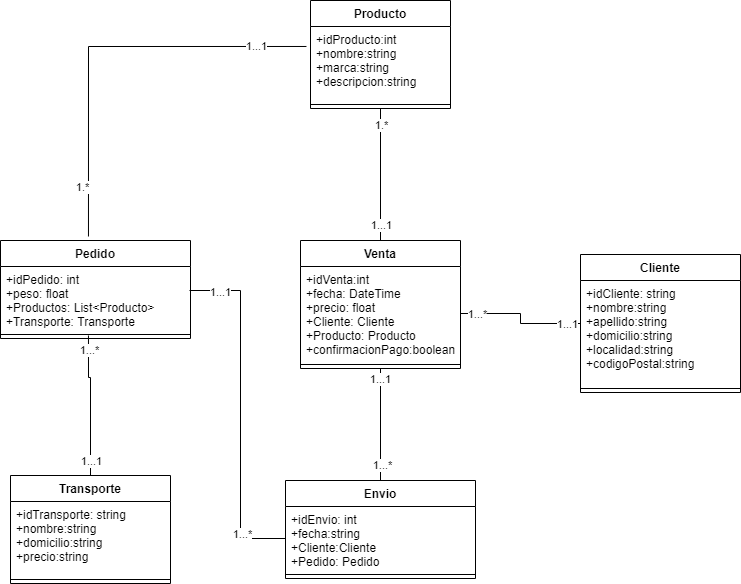 Producto
+idProducto:int
+nombre:string
+marca:string
+descripcion:string
1...1
1.*
1.*
1...1
Pedido
+idPedido: int
+peso: float
+Productos: List<Producto>
+Transporte: Transporte
1...1
1...*
Venta
+idVenta:int
+fecha: DateTime
+precio: float
+Cliente: Cliente
+Producto: Producto
+confirmacionPago:boolean
1...*
1...1
1...1
Cliente
+idCliente: string
+nombre:string
+apellido:string
+domicilio:string
+localidad:string
+codigoPostal:string
1...1
1...*
1...*
Transporte
+idTransporte: string
+nombre:string
+domicilio:string
+precio:string
Envio
+idEnvio: int
+fecha:string
+Cliente:Cliente
+Pedido: Pedido